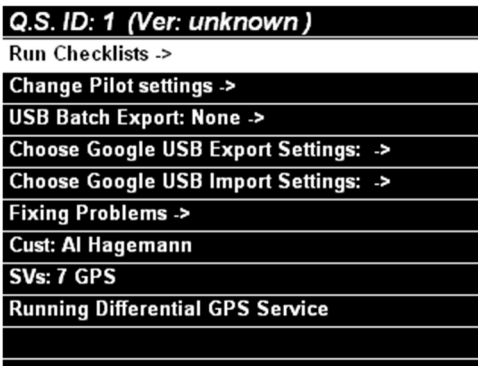 Q.S. ID: 1 (Ver: unknown )
Run Checklists ->
Change Pilot settings ->
USB Batch Export: None ->
Choose Google USB Export Settings: ->
Choose Google USB Import Settings: ->
Fixing Problems ->
Cust: Al Hagemann
SVs: 7 GPS
Running Differential GPS Service